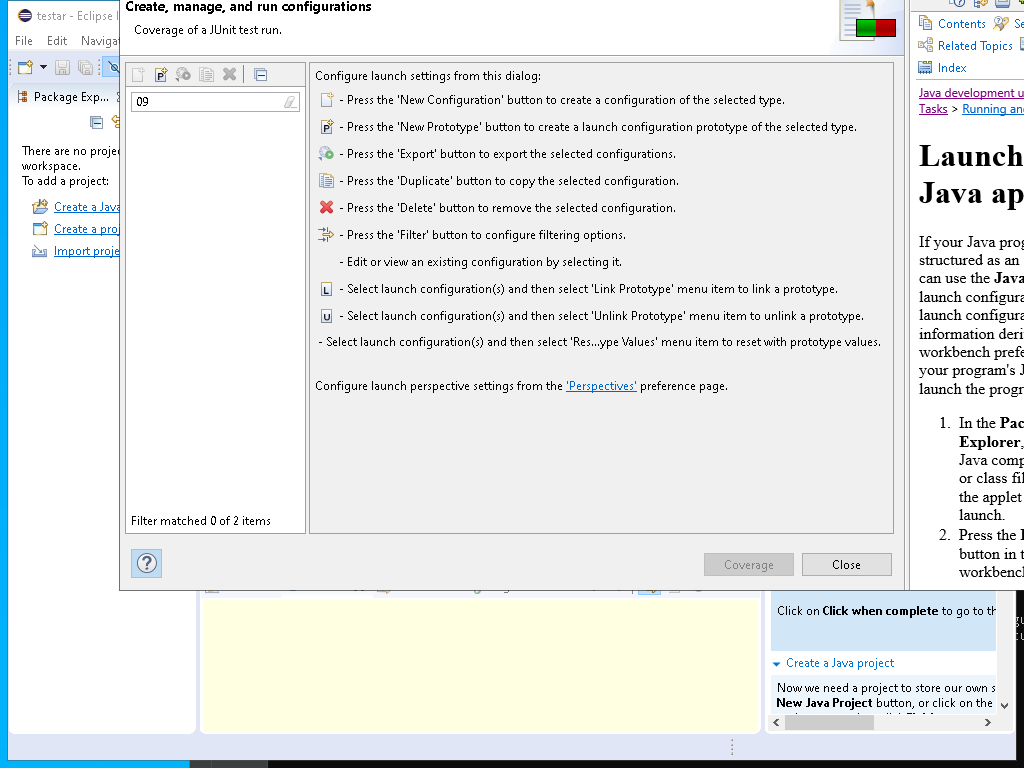 testar - Eclipse I
File Edit Naviga
Package Exp...
There are no projec
workspace.
To add a project:
Create a Java
Create a proj
Import proje
Create, manage, and run configurations
Coverage of a JUnit test run.
09
Filter matched 0 of 2 items
Configure launch settings from this dialog:
- Press the 'New Configuration' button to create a configuration of the selected type.
P - Press the 'New Prototype' button to create a launch configuration prototype of the selected type.
- Press the 'Export' button to export the selected configurations.
- Press the 'Duplicate' button to copy the selected configuration.
- Press the 'Delete' button to remove the selected configuration.
- Press the 'Filter' button to configure filtering options.
- Edit or view an existing configuration by selecting it.
L - Select launch configuration(s) and then select 'Link Prototype' menu item to link a prototype.
U - Select launch configuration(s) and then select 'Unlink Prototype' menu item to unlink a prototype.
- Select launch configuration(s) and then select 'Res...ype Values' menu item to reset with prototype values.
Configure launch perspective settings from the 'Perspectives' preference page.
?
Coverage
Close
Contents Se
Related Topics
Index
Java development u
Tasks > Running and
Launch
Java ap
If your Java prog
structured as an
can use the Java
launch configura
launch configura
information deri
workbench prefe
your program's J
launch the progr
1. In the Pac
Explorer,
Java comp
or class fil
the applet
launch.
2. Press the
button in t
workbench
Click on Click when complete to go to th
Create a Java project
Now we need a project to store our own s
New Java Project button, or click on the